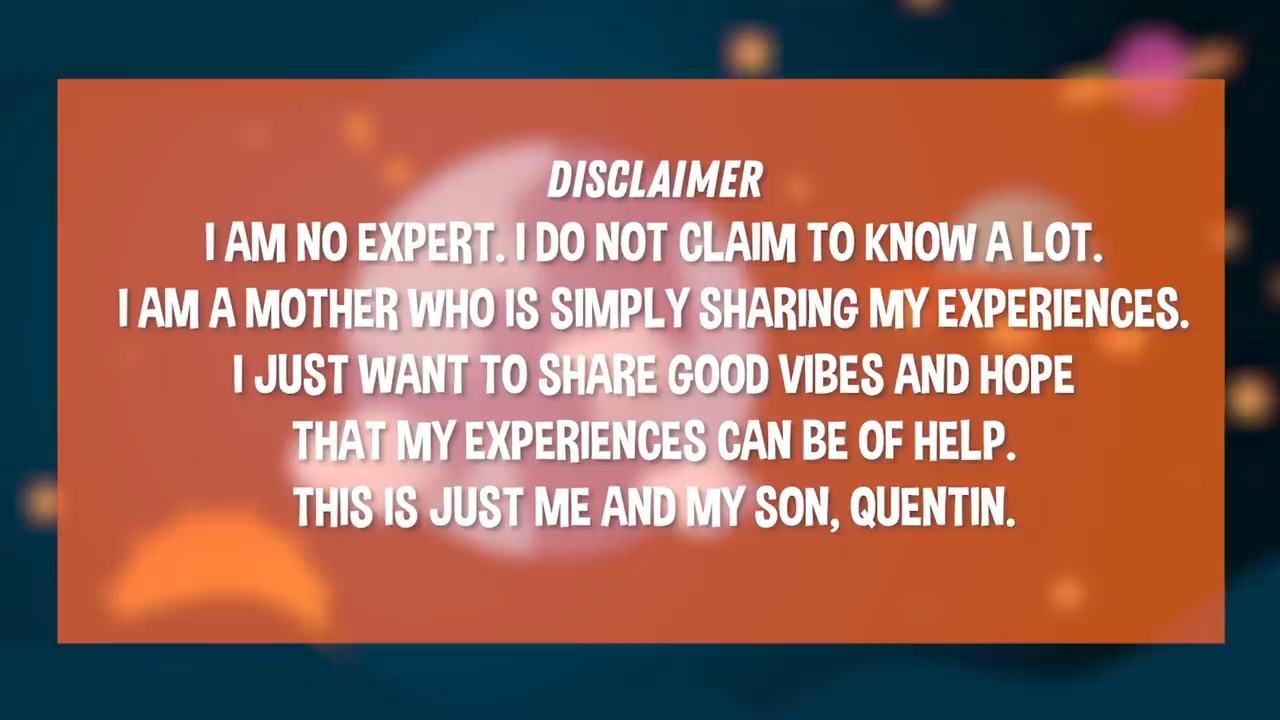 DISCLAIMER
I AM NO EXPERT. I DO NOT CLAIM TO KNOW A LOT.
I AM A MOTHER WHO IS SIMPLY SHARING MY EXPERIENCES.
I JUST WANT TO SHARE GOOD VIBES AND HOPE
THAT MY EXPERIENCES CAN BE OF HELP.
THIS IS JUST ME AND MY SON, QUENTIN.